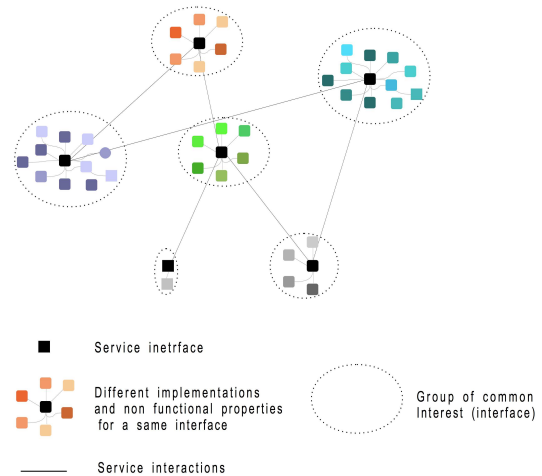 Service inetrface
Different implementations
and non functional properties
for a same interface
Group of common
Interest (interface)
Service interactions